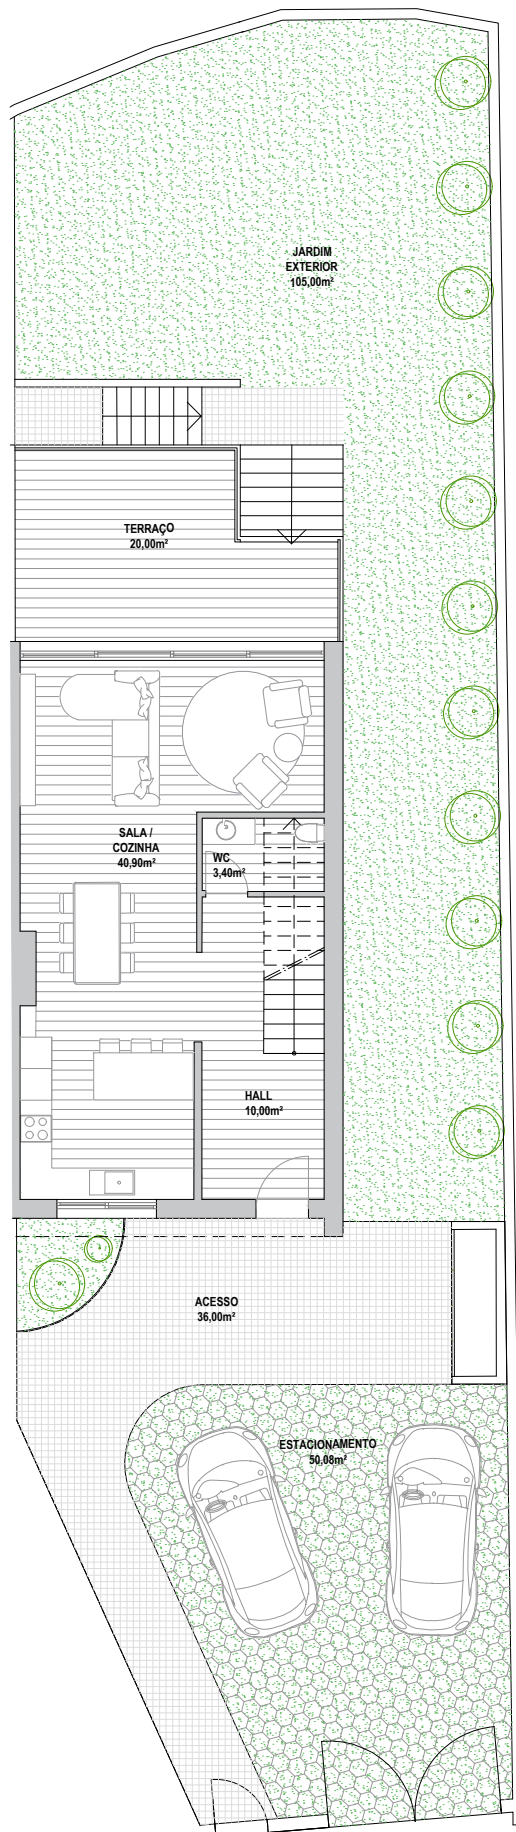 JARDIM
EXTERIOR
105,00m²
TERRAÇO
20,00m²
SALA /
COZINHA
40,90m²
WC
3,40m²
HALL
10,00m²
ACESSO
36,00m²
ESTACIONAMENTO
50,08m²